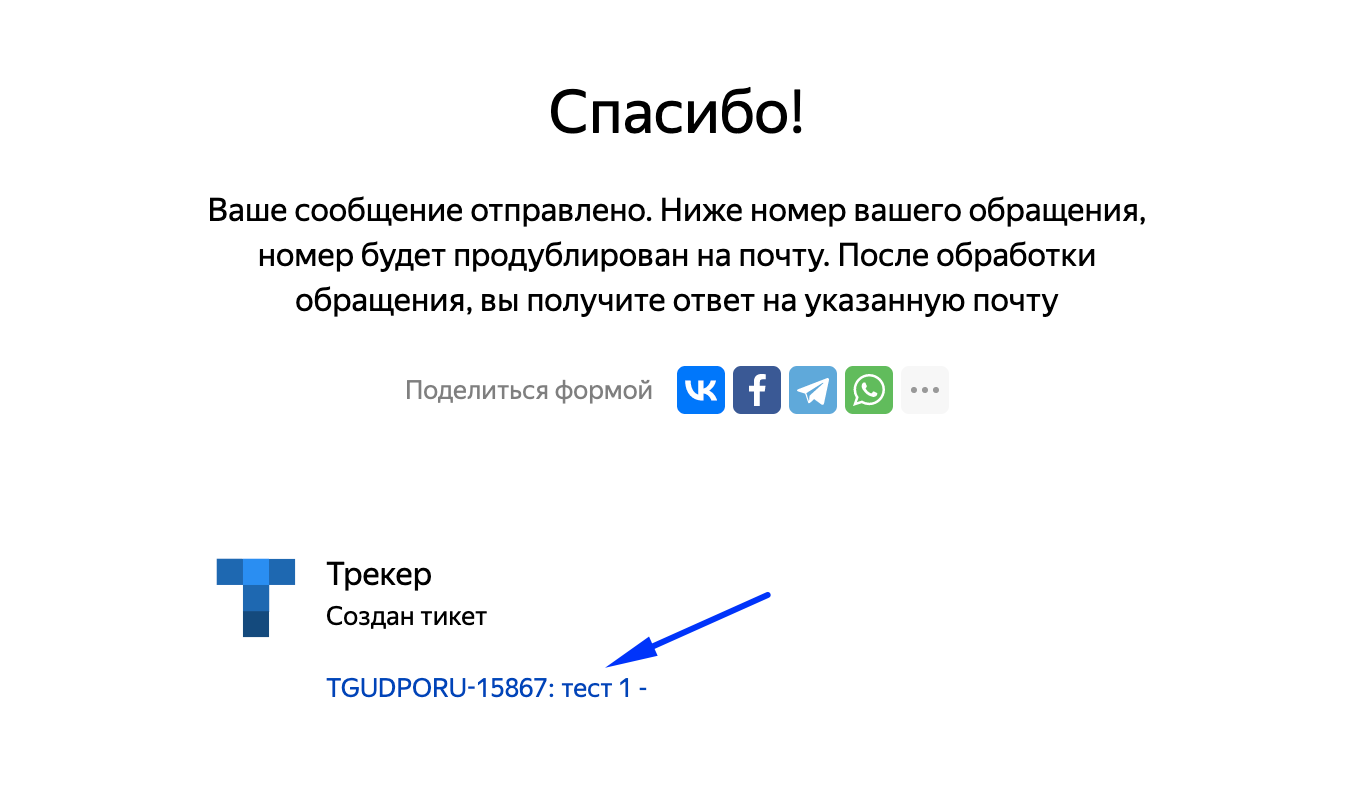 Спасибо!
Ваше сообщение отправлено. Ниже номер вашего обращения,
номер будет продублирован на почту. После обработки
обращения, вы получите ответ на указанную почту
Поделиться формой
Трекер
Создан тикет
TGUDPORU-15867: тест 1 -